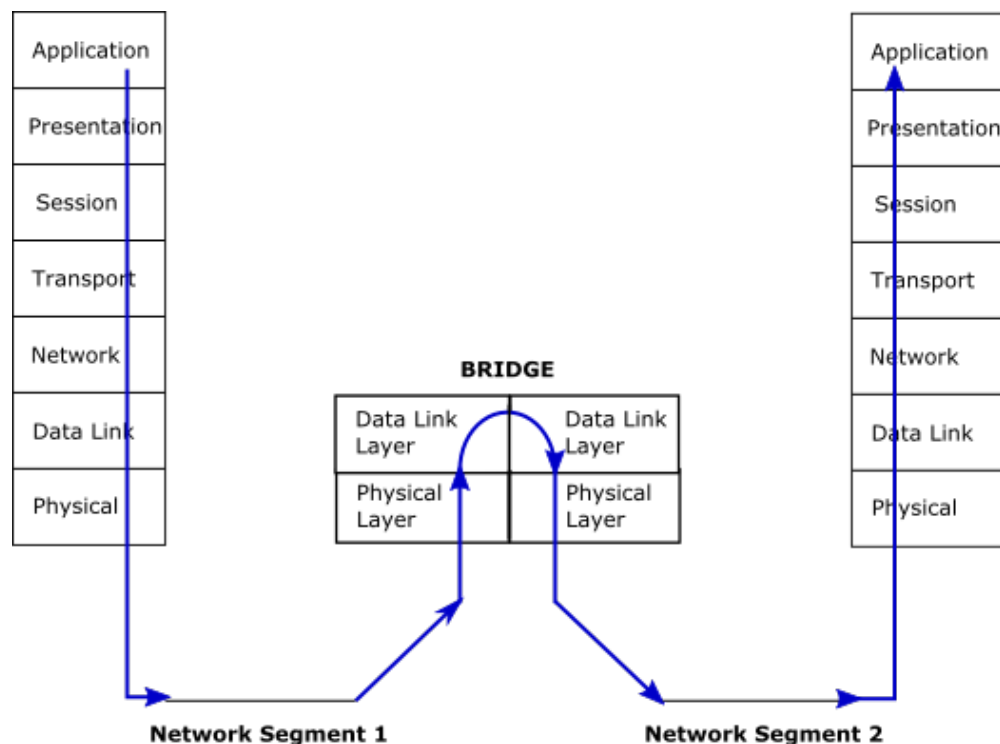 Application
Presentation
Session
Transport
Network
Data Link
Physical
BRIDGE
Data Link
Layer
Data Link
Layer
Physical
Layer
Physical
Layer
Application
Presentation
Session
Transport
Network
Data Link
Physical
Network Segment 1
Network Segment 2